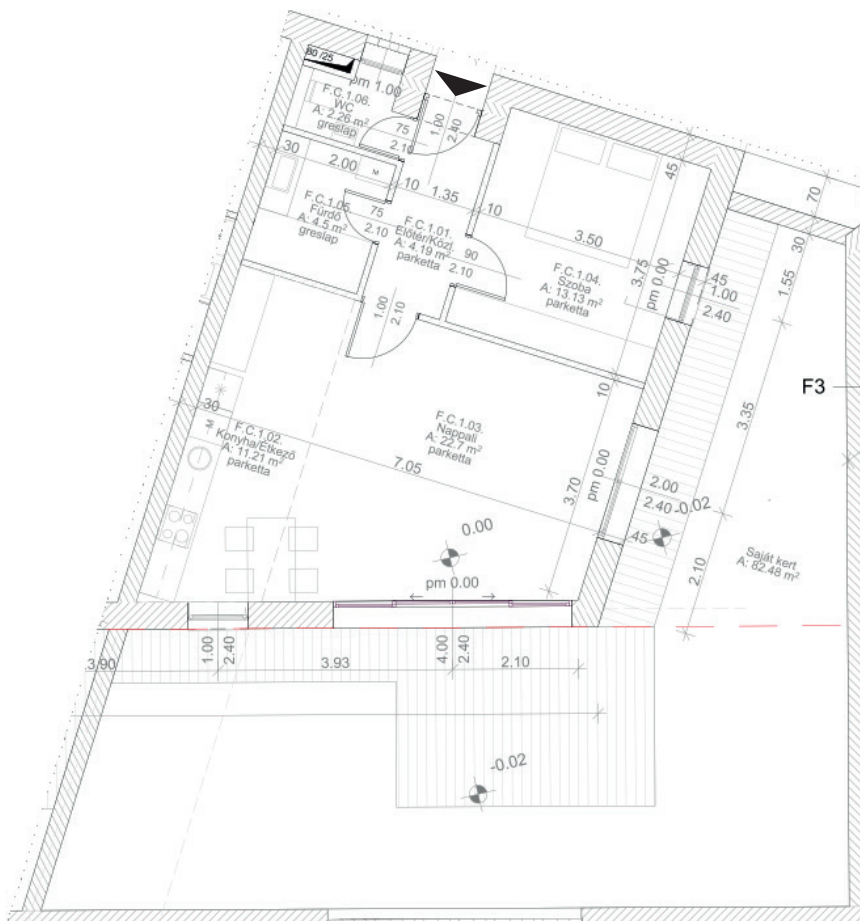 80 /25
pm 1.00
F.C.1.06.
WC
A: 2.26 m²
greslap
75
2.10
1.00
2.40
30
2.00
M
10
1.35
10
45
70
F.C.1.05.
Fürdő
A: 4.5 m²
greslap
75
2.10
F.C.1.01.
Előtér/Közl.
A: 4.19 m²
parketta
90
2.10
3.50
F.C.1.04.
Szoba
A: 13.13 m²
parketta
3.75
pm 0.00
45
1.00
2.40
30
1.55
1.00
2.10
10
F3
3.35
30
M
F.C.1.02.
Konyha/Étkező
A: 11.21 m²
parketta
F.C.1.03.
Nappali
A: 22.7 m²
parketta
7.05
3.70
pm 0.00
2.00
2.40
-0.02
45
0.00
pm 0.00
2.10
Saját kert
A: 82.48 m²
3.90
1.00
2.40
3.93
4.00
2.40
2.10
-0.02